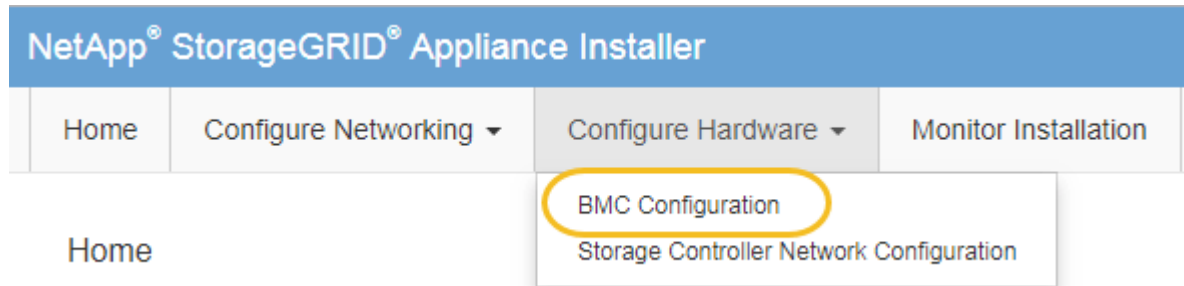 NetApp® StorageGRID® Appliance Installer
Home Configure Networking Configure Hardware Monitor Installation
BMC Configuration
Home
Storage Controller Network Configuration